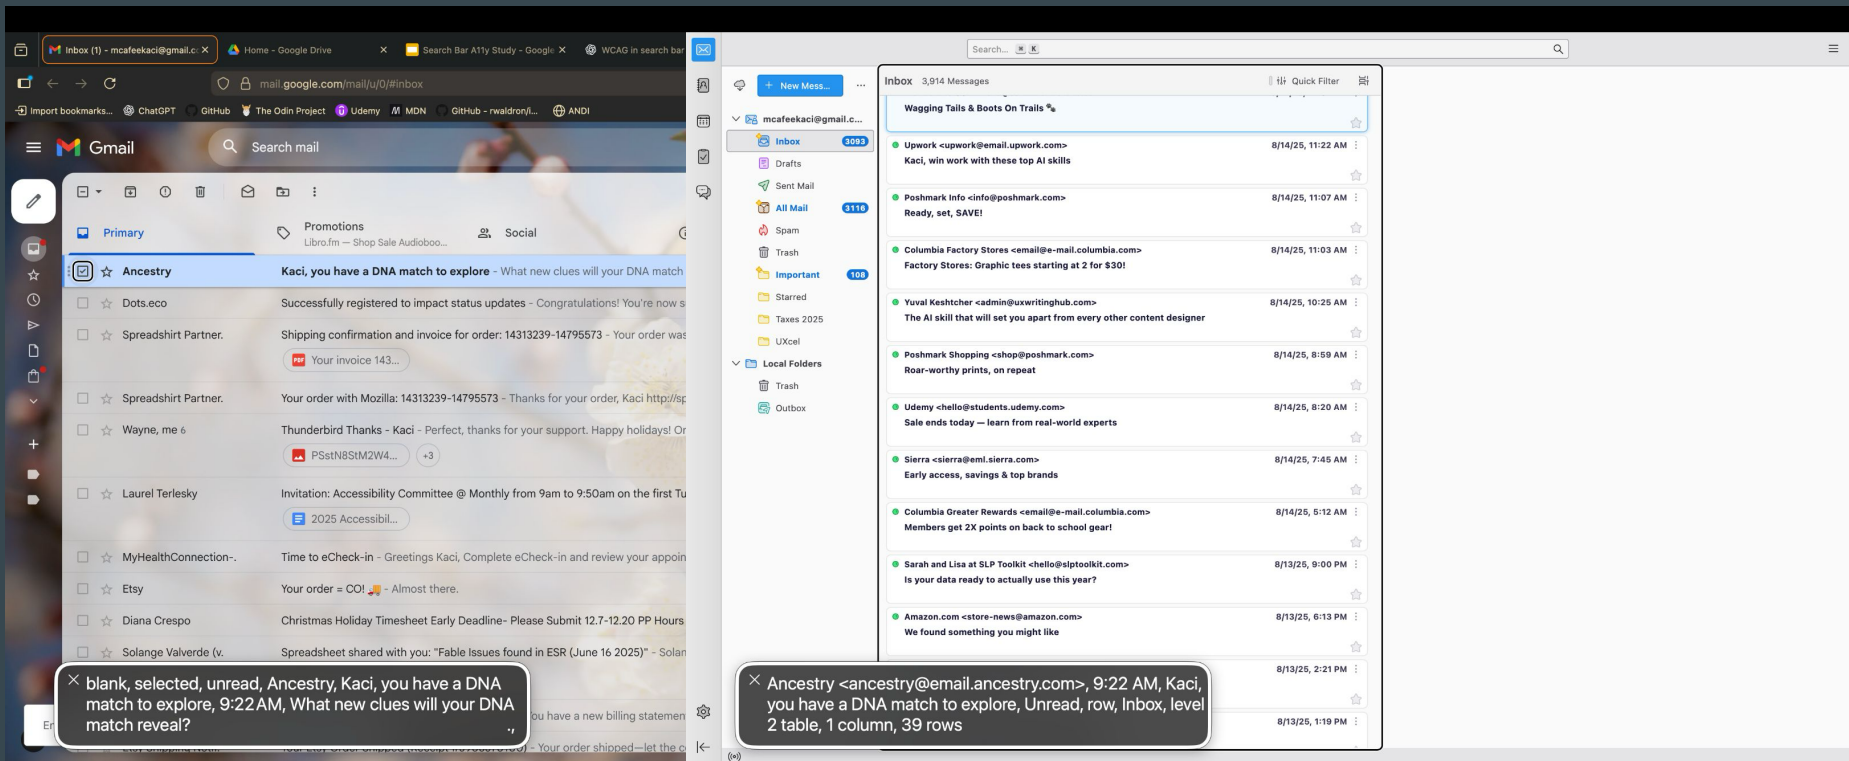 Inbox (1) - mcafeekaci@gmail.c
Home - Google Drive
Search Bar A11y Study - Google
WCAG in search bar
mail.google.com/mail/u/0/#inbox
Import bookmarks...
ChatGPT
GitHub
The Odin Project
Udemy
MDN
GitHub - rwaldron/i...
ANDI
Gmail
Search mail
Primary
Promotions
Libro.fm — Shop Sale Audioboo...
Social
Ancestry Kaci, you have a DNA match to explore - What new clues will your DNA match
Dots.eco Successfully registered to impact status updates - Congratulations! You're now s
Spreadshirt Partner. Shipping confirmation and invoice for order: 14313239-14795573 - Your order was
PDF Your invoice 143...
Spreadshirt Partner. Your order with Mozilla: 14313239-14795573 - Thanks for your order, Kaci http://sp
Wayne, me 6 Thunderbird Thanks - Kaci - Perfect, thanks for your support. Happy holidays! Or
PSstN8StM2W4... +3
Laurel Terlesky Invitation: Accessibility Committee @ Monthly from 9am to 9:50am on the first Tu
2025 Accessibil...
MyHealthConnection-. Time to eCheck-in - Greetings Kaci, Complete eCheck-in and review your appoin
Etsy Your order = CO! 🚚 - Almost there.
Diana Crespo Christmas Holiday Timesheet Early Deadline- Please Submit 12.7-12.20 PP Hours
Solange Valverde (v. Spreadsheet shared with you: "Fable Issues found in ESR (June 16 2025)" - Solan
blank, selected, unread, Ancestry, Kaci, you have a DNA
match to explore, 9:22 AM, What new clues will your DNA
match reveal? .,
ou have a new billing statemen
Your order shipped—let the c
Search... ⌘ K
New Mess...
mcafeekaci@gmail.c...
Inbox 3093
Drafts
Sent Mail
All Mail 3116
Spam
Trash
Important 108
Starred
Taxes 2025
UXcel
Local Folders
Trash
Outbox
Inbox 3,914 Messages Quick Filter
Wagging Tails & Boots On Trails 🐾
Upwork <upwork@email.upwork.com> 8/14/25, 11:22 AM
Kaci, win work with these top AI skills
Poshmark Info <info@poshmark.com> 8/14/25, 11:07 AM
Ready, set, SAVE!
Columbia Factory Stores <email@e-mail.columbia.com> 8/14/25, 11:03 AM
Factory Stores: Graphic tees starting at 2 for $30!
Yuval Keshtcher <admin@uxwritinghub.com> 8/14/25, 10:25 AM
The AI skill that will set you apart from every other content designer
Poshmark Shopping <shop@poshmark.com> 8/14/25, 8:59 AM
Roar-worthy prints, on repeat
Udemy <hello@students.udemy.com> 8/14/25, 8:20 AM
Sale ends today — learn from real-world experts
Sierra <sierra@eml.sierra.com> 8/14/25, 7:45 AM
Early access, savings & top brands
Columbia Greater Rewards <email@e-mail.columbia.com> 8/14/25, 5:12 AM
Members get 2X points on back to school gear!
Sarah and Lisa at SLP Toolkit <hello@slptoolkit.com> 8/13/25, 9:00 PM
Is your data ready to actually use this year?
Amazon.com <store-news@amazon.com> 8/13/25, 6:13 PM
We found something you might like
8/13/25, 2:21 PM
8/13/25, 1:19 PM
Ancestry <ancestry@email.ancestry.com>, 9:22 AM, Kaci,
you have a DNA match to explore, Unread, row, Inbox, level
2 table, 1 column, 39 rows